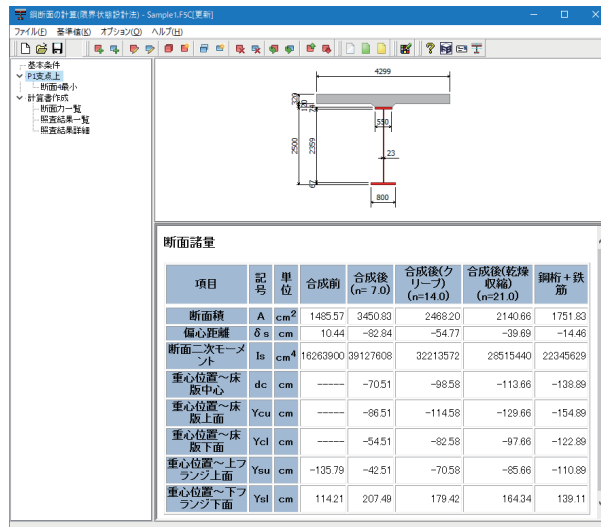 鋼断面の計算(限界状態設計法) - Sample1.F5C[更新]
ファイル(F) 基準値(K) オプション(O) ヘルプ(H)
基本条件
P1支点上
断面4最小
計算書作成
断面力一覧
照査結果一覧
照査結果詳細
4299
320
120
74
550
2500
2359
23
67
800
断面諸量
項目 記号 単位 合成前 合成後(n= 7.0) 合成後(クリープ)(n=14.0) 合成後(乾燥収縮)(n=21.0) 鋼桁+鉄筋
断面積 A cm2 1485.57 3450.83 2468.20 2140.66 1751.83
偏心距離 δs cm 10.44 -82.84 -54.77 -39.69 -14.46
断面二次モーメント Is cm4 16263900 39127608 32213572 28515440 22345629
重心位置~床版中心 dc cm ----- -70.51 -98.58 -113.66 -138.89
重心位置~床版上面 Ycu cm ----- -86.51 -114.58 -129.66 -154.89
重心位置~床版下面 Ycl cm ----- -54.51 -82.58 -97.66 -122.89
重心位置~上フランジ上面 Ysu cm -135.79 -42.51 -70.58 -85.66 -110.89
重心位置~下フランジ下面 Ysl cm 114.21 207.49 179.42 164.34 139.11